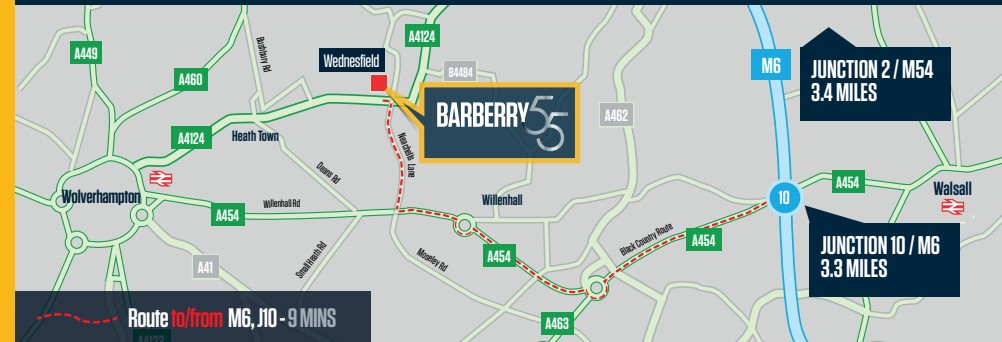 A449
Bushbury Rd
A4124
Wednesfield
B4484
M6
JUNCTION 2 / M54
3.4 MILES
A460
BARBERRY 55
A462
A4124
Heath Town
Neachells Lane
Deans Rd
Wolverhampton
Willenhall Rd
Willenhall
10
A454
Walsall
A454
Black Country Route
A454
A454
JUNCTION 10 / M6
3.3 MILES
A41
Small Heath Rd
Moseley Rd
Route to/from M6, J10 - 9 MINS
A463
A4123